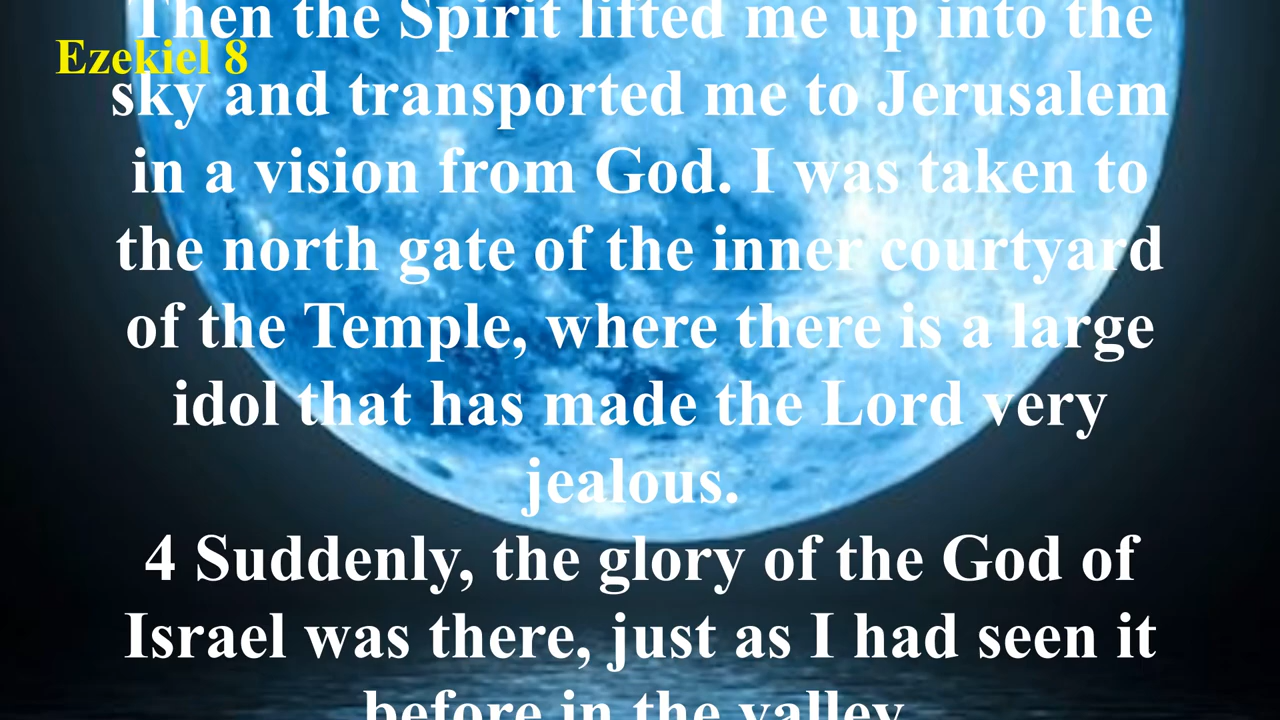 Then the Spirit lifted me up into the
Ezekiel 8
sky and transported me to Jerusalem
in a vision from God. I was taken to
the north gate of the inner courtyard
of the Temple, where there is a large
idol that has made the Lord very
jealous.
4 Suddenly, the glory of the God of
Israel was there, just as I had seen it
before in the valley.